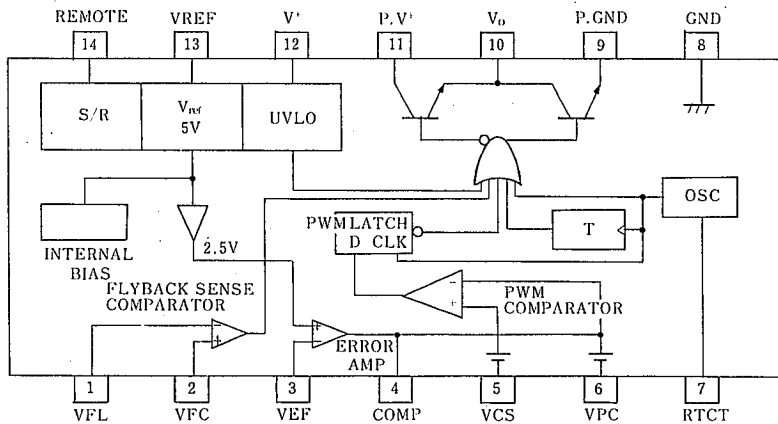 REMOTE VREF V+ P.V+ Vo P.GND GND
14 13 12 11 10 9 8
S/R Vref 5V UVLO
OSC
PWM LATCH
D CLK
T
INTERNAL BIAS
2.5V
FLYBACK SENSE COMPARATOR
PWM COMPARATOR
ERROR AMP
1 2 3 4 5 6 7
VFL VFC VEF COMP VCS VPC RTCT